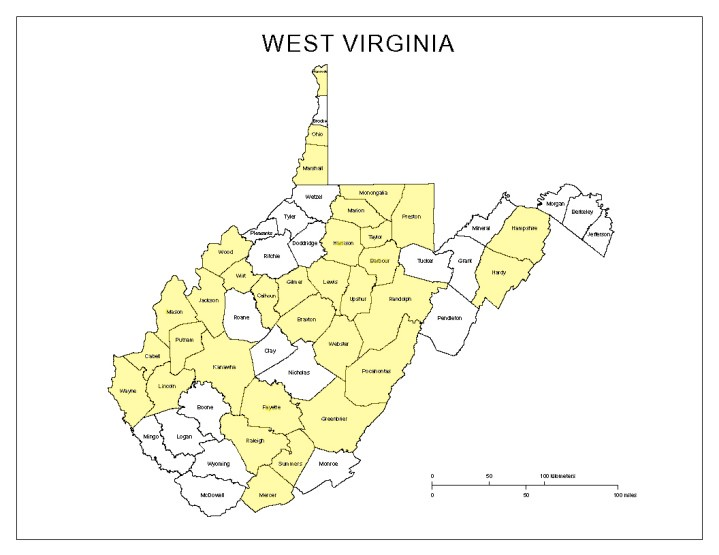 WEST VIRGINIA
Brooke
Ohio
Marshall
Wetzel
Monongalia
Marion
Preston
Tyler
Pleasants
Doddridge
Harrison
Taylor
Mineral
Hampshire
Morgan
Berkeley
Jefferson
Wood
Ritchie
Barbour
Tucker
Grant
Hardy
Wirt
Gilmer
Lewis
Upshur
Randolph
Calhoun
Jackson
Mason
Roane
Braxton
Pendleton
Putnam
Clay
Webster
Cabell
Kanawha
Nicholas
Pocahontas
Wayne
Lincoln
Boone
Fayette
Greenbrier
Mingo
Logan
Raleigh
Wyoming
Summers
Monroe
McDowell
Mercer
0 50 100 Kilometers
0 50 100 miles